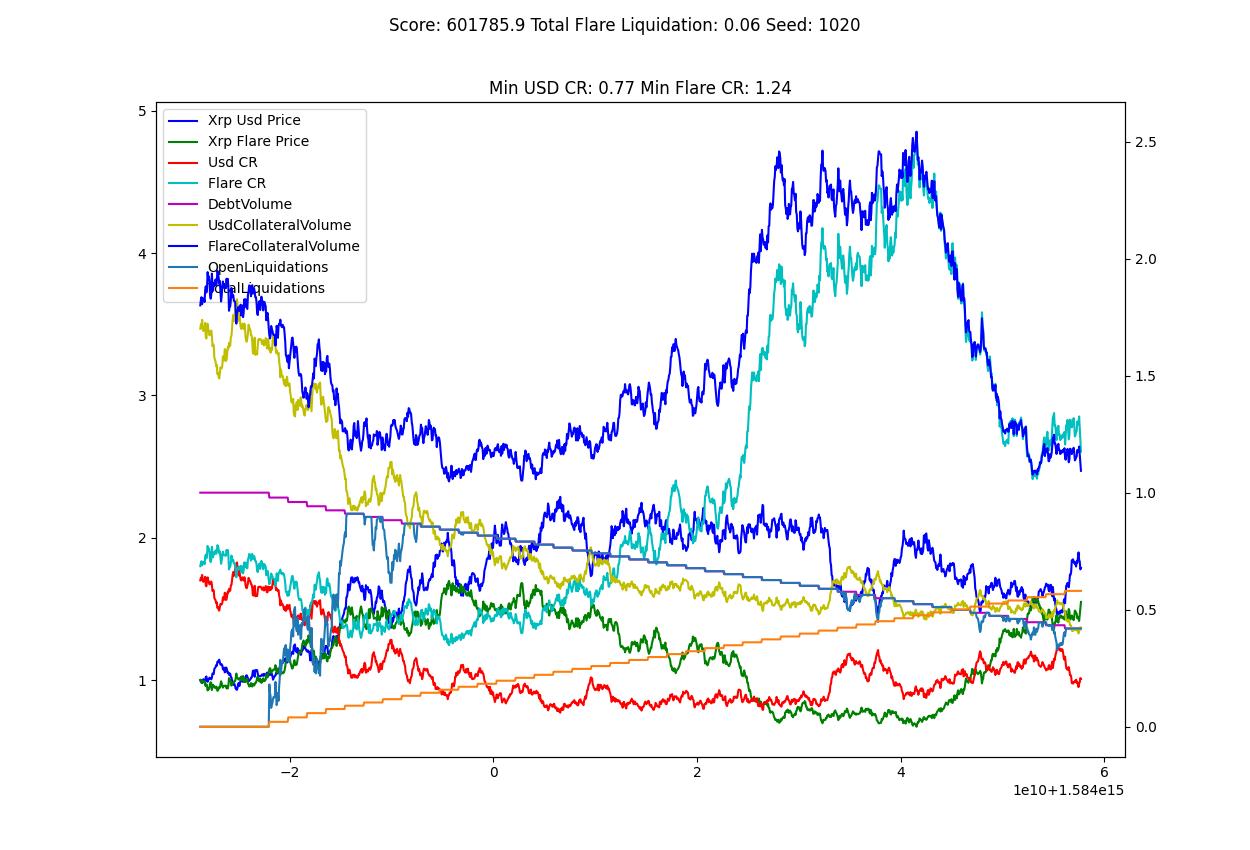 Score: 601785.9 Total Flare Liquidation: 0.06 Seed: 1020
Min USD CR: 0.77 Min Flare CR: 1.24
5
4
3
2
1
Xrp Usd Price
Xrp Flare Price
Usd CR
Flare CR
DebtVolume
UsdCollateralVolume
FlareCollateralVolume
OpenLiquidations
TotalLiquidations
2.5
2.0
1.5
1.0
0.5
0.0
−2
0
2
4
6
1e10+1.584e15